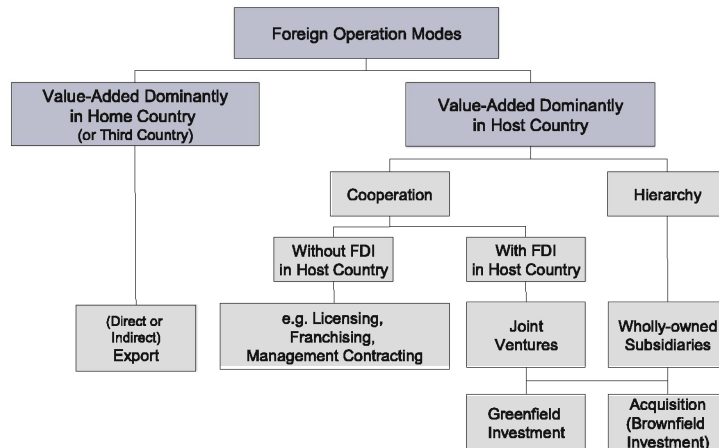 Foreign Operation Modes
Value-Added Dominantly
in Home Country
(or Third Country)
Value-Added Dominantly
in Host Country
Cooperation
Hierarchy
Without FDI
in Host Country
With FDI
in Host Country
(Direct or
Indirect)
Export
e.g. Licensing,
Franchising,
Management Contracting
Joint
Ventures
Wholly-owned
Subsidiaries
Greenfield
Investment
Acquisition
(Brownfield
Investment)